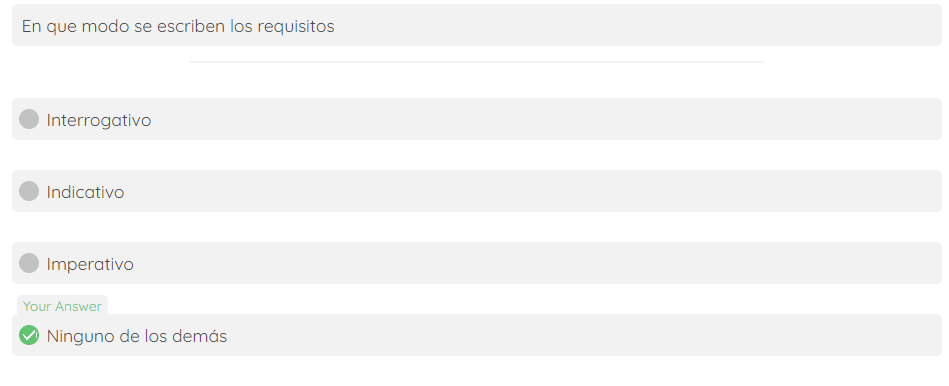 En que modo se escriben los requisitos
Interrogativo
Indicativo
Imperativo
Your Answer
Ninguno de los demás